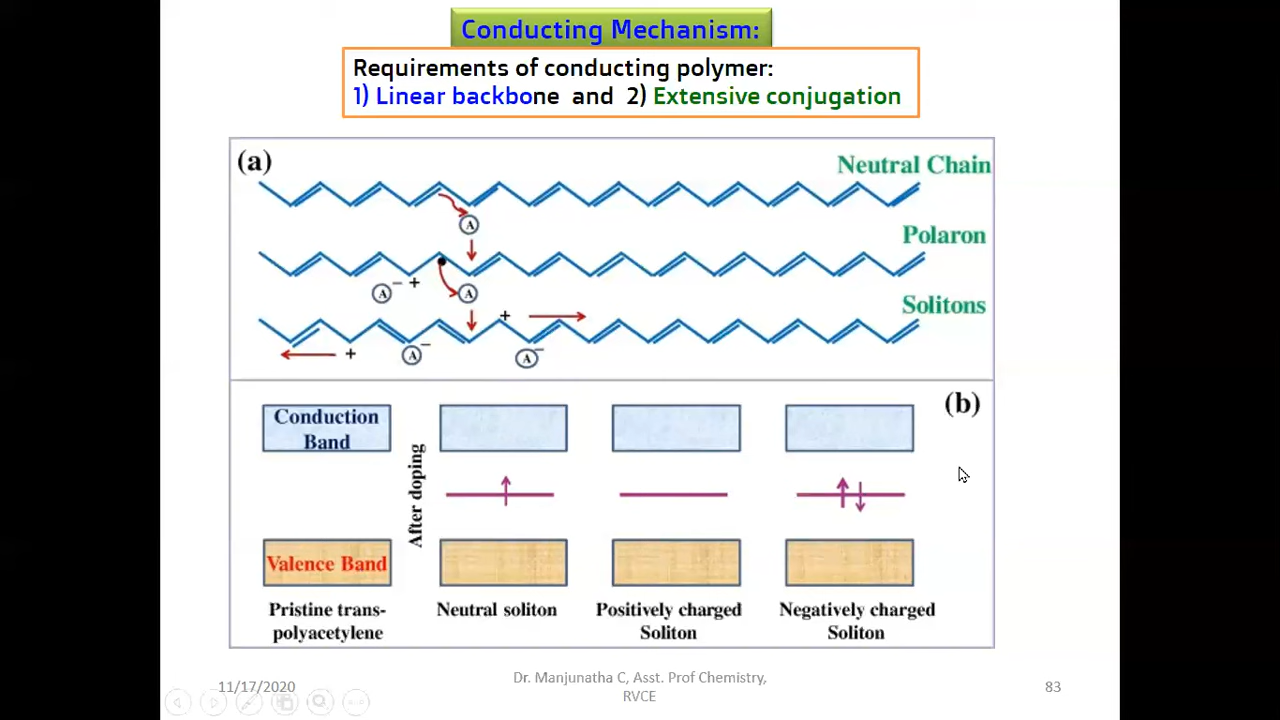 Conducting Mechanism:
Requirements of conducting polymer:
1) Linear backbone and 2) Extensive conjugation
(a)
Neutral Chain
A
Polaron
A − +
A
Solitons
+
+
A −
A −
(b)
Conduction
Band
After doping
Valence Band
Pristine trans-
polyacetylene
Neutral soliton
Positively charged
Soliton
Negatively charged
Soliton
11/17/2020
Dr. Manjunatha C, Asst. Prof Chemistry,
RVCE
83